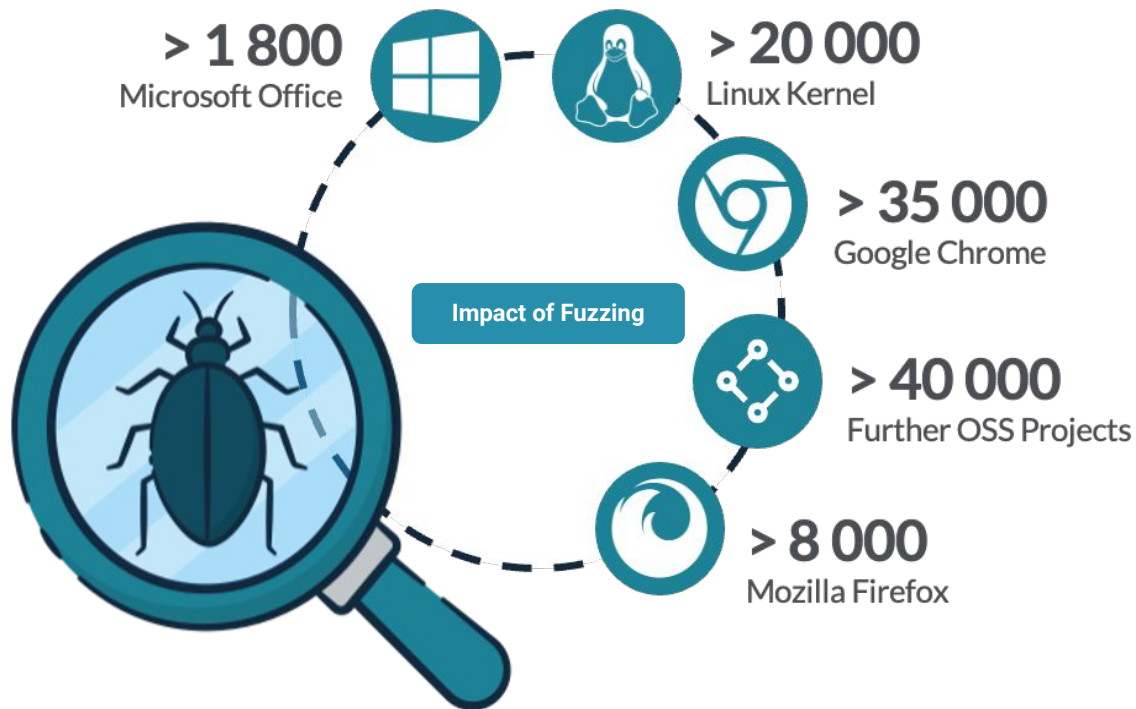 > 1 800
Microsoft Office
> 20 000
Linux Kernel
> 35 000
Google Chrome
Impact of Fuzzing
> 40 000
Further OSS Projects
> 8 000
Mozilla Firefox